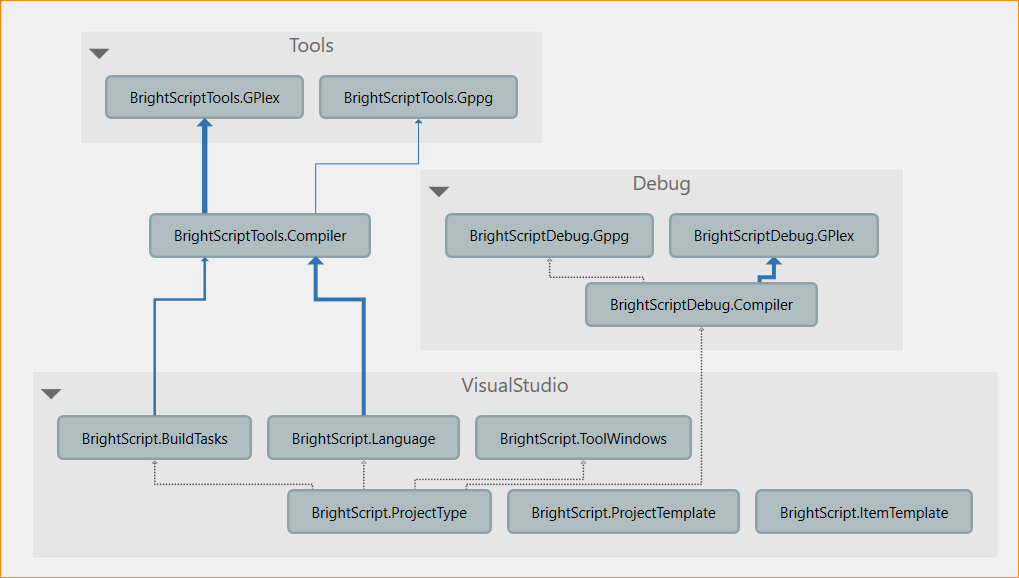 Tools
BrightScriptTools.GPlex
BrightScriptTools.Gppg
Debug
BrightScriptTools.Compiler
BrightScriptDebug.Gppg
BrightScriptDebug.GPlex
BrightScriptDebug.Compiler
VisualStudio
BrightScript.BuildTasks
BrightScript.Language
BrightScript.ToolWindows
BrightScript.ProjectType
BrightScript.ProjectTemplate
BrightScript.ItemTemplate